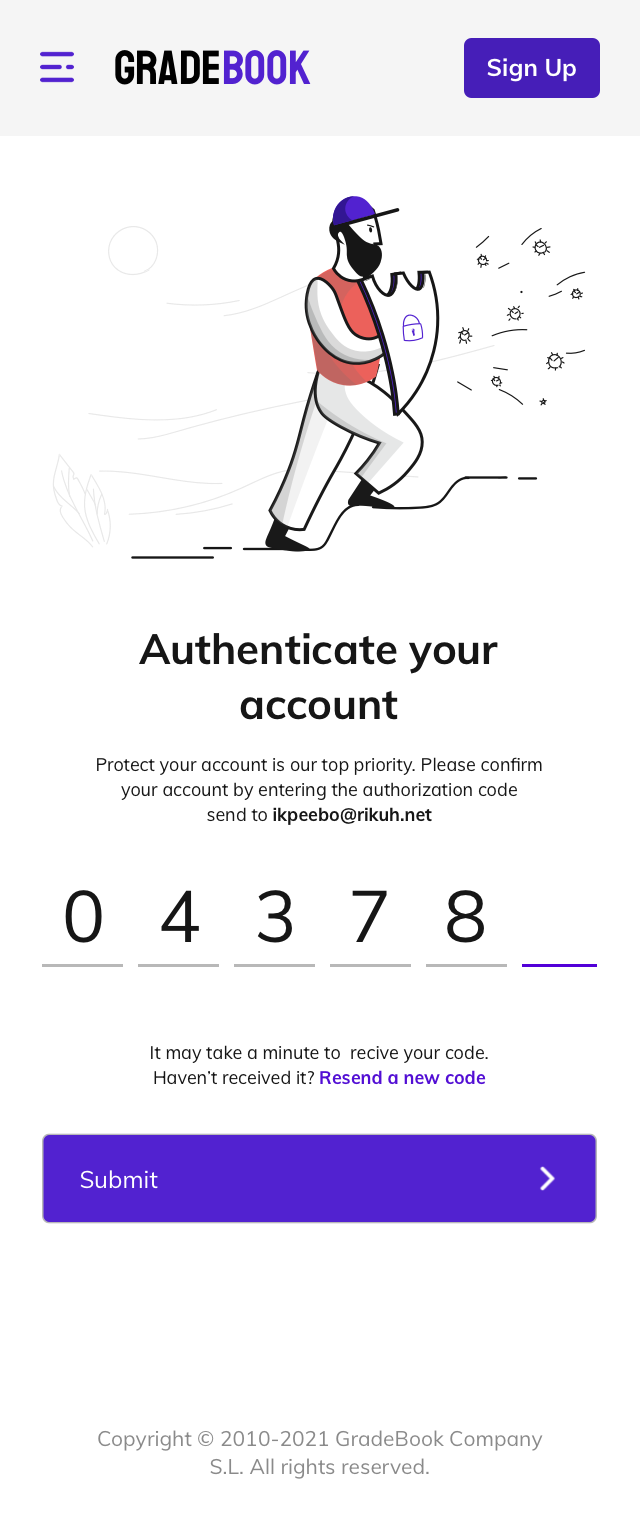 GRADEBOOK
Sign Up
Authenticate your
account
Protect your account is our top priority. Please confirm
your account by entering the authorization code
send to ikpeebo@rikuh.net
0 4 3 7 8
It may take a minute to  recive your code.
Haven’t received it? Resend a new code
Submit
Copyright © 2010-2021 GradeBook Company
S.L. All rights reserved.